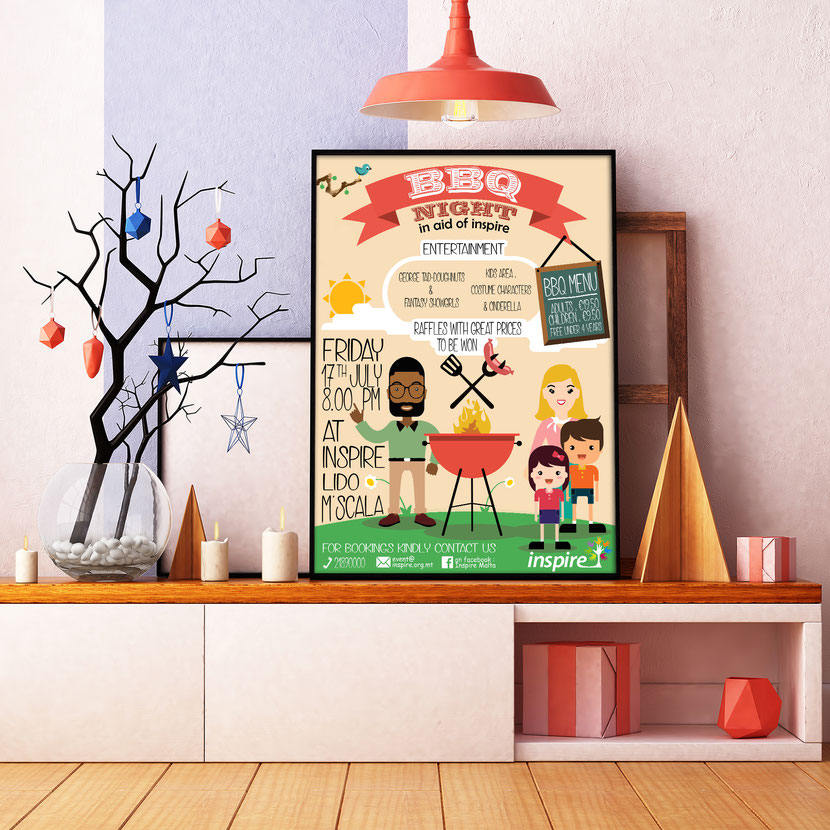 BBQ
NIGHT
in aid of inspire
ENTERTAINMENT
GEORGE TAD-DOUGHNUTS
&
FANTASY SHOWGIRLS
KIDS AREA ,
COSTUME CHARACTERS
& CINDERELLA
RAFFLES WITH GREAT PRICES
TO BE WON
BBQ MENU
ADULTS , €12.50
CHILDREN , €9.50
FREE UNDER 4 YEARS
FRIDAY
17TH JULY
8.00 PM
AT
INSPIRE
LIDO
M'SCALA
FOR BOOKINGS KINDLY CONTACT US
21890000
event@
inspire.org.mt
on facebook :
Inspire Malta
inspire